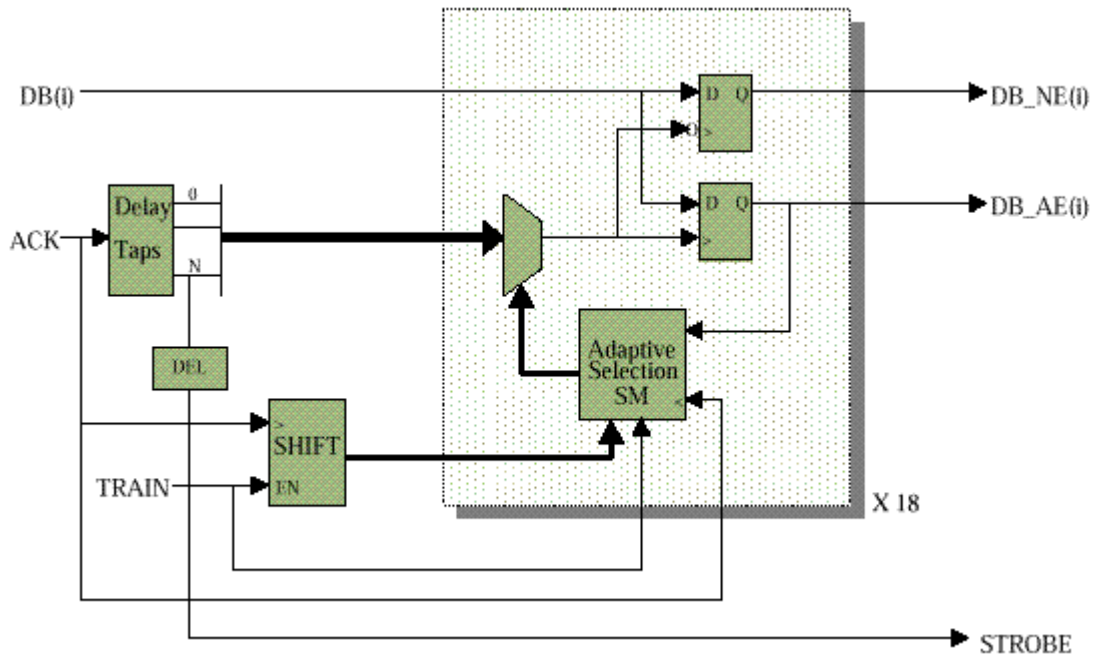 DB(i)
D Q
>
DB_NE(i)
0
Delay
Taps
N
ACK
D Q
>
DB_AE(i)
DEL
Adaptive
Selection
SM
<
>
SHIFT
EN
TRAIN
X 18
STROBE